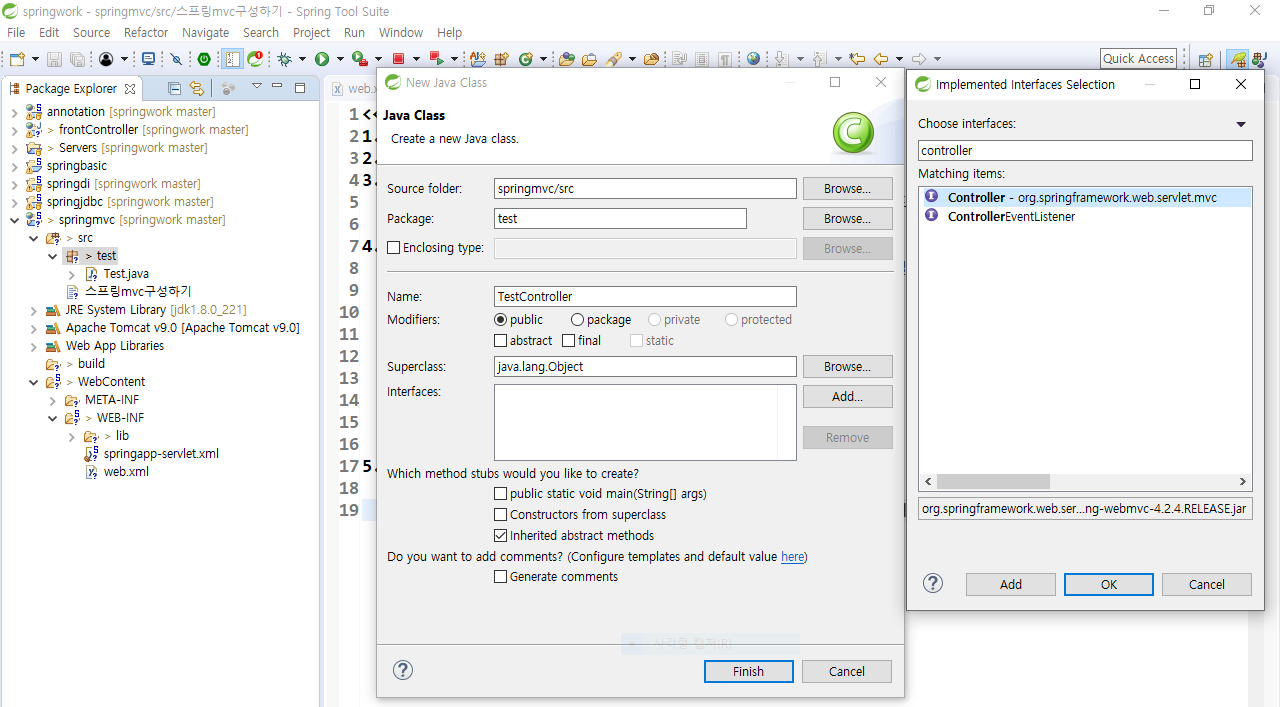 springwork - springmvc/src/스프링mvc구성하기 - Spring Tool Suite
File Edit Source Refactor Navigate Search Project Run Window Help
Quick Access
Package Explorer
annotation [springwork master]
> frontController [springwork master]
> Servers [springwork master]
springbasic
springdi [springwork master]
springjdbc [springwork master]
> springmvc [springwork master]
> src
> test
Test.java
스프링mvc구성하기
JRE System Library [jdk1.8.0_221]
Apache Tomcat v9.0 [Apache Tomcat v9.0]
Web App Libraries
> build
> WebContent
META-INF
> WEB-INF
> lib
springapp-servlet.xml
web.xml
web.x
1 <<
2 1.
3 2.
4 3.
5
6
7 4.
8
9
10
11
12
13
14
15
16
17 5.
18
19
New Java Class
Java Class
Create a new Java class.
Source folder: springmvc/src Browse...
Package: test Browse...
Enclosing type: Browse...
Name: TestController
Modifiers: public package private protected
abstract final static
Superclass: java.lang.Object Browse...
Interfaces: Add...
Remove
Which method stubs would you like to create?
public static void main(String[] args)
Constructors from superclass
Inherited abstract methods
Do you want to add comments? (Configure templates and default value here)
Generate comments
사각형 캡처(R)
Finish Cancel
Implemented Interfaces Selection
Choose interfaces:
controller
Matching items:
Controller - org.springframework.web.servlet.mvc
ControllerEventListener
org.springframework.web.ser...ng-webmvc-4.2.4.RELEASE.jar
Add OK Cancel